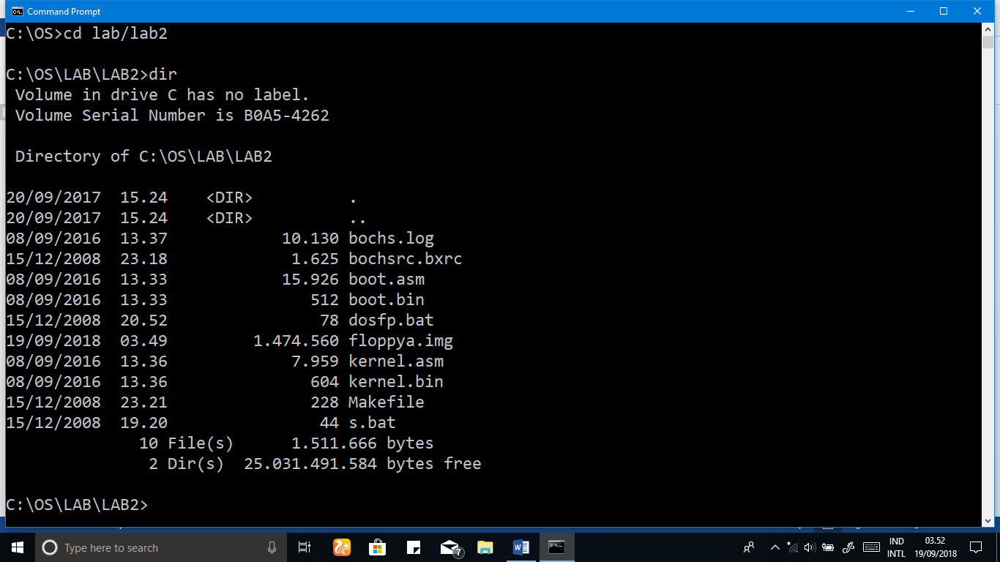 Command Prompt
C:\OS>cd lab/lab2
C:\OS\LAB\LAB2>dir
 Volume in drive C has no label.
 Volume Serial Number is B0A5-4262
 Directory of C:\OS\LAB\LAB2
20/09/2017  15.24    <DIR>          .
20/09/2017  15.24    <DIR>          ..
08/09/2016  13.37            10.130 bochs.log
15/12/2008  23.18             1.625 bochsrc.bxrc
08/09/2016  13.33            15.926 boot.asm
08/09/2016  13.33               512 boot.bin
15/12/2008  20.52                78 dosfp.bat
19/09/2018  03.49         1.474.560 floppya.img
08/09/2016  13.36             7.959 kernel.asm
08/09/2016  13.36               604 kernel.bin
15/12/2008  23.21               228 Makefile
15/12/2008  19.20                44 s.bat
              10 File(s)      1.511.666 bytes
               2 Dir(s)  25.031.491.584 bytes free
C:\OS\LAB\LAB2>
Type here to search
7
IND
INTL
03.52
19/09/2018